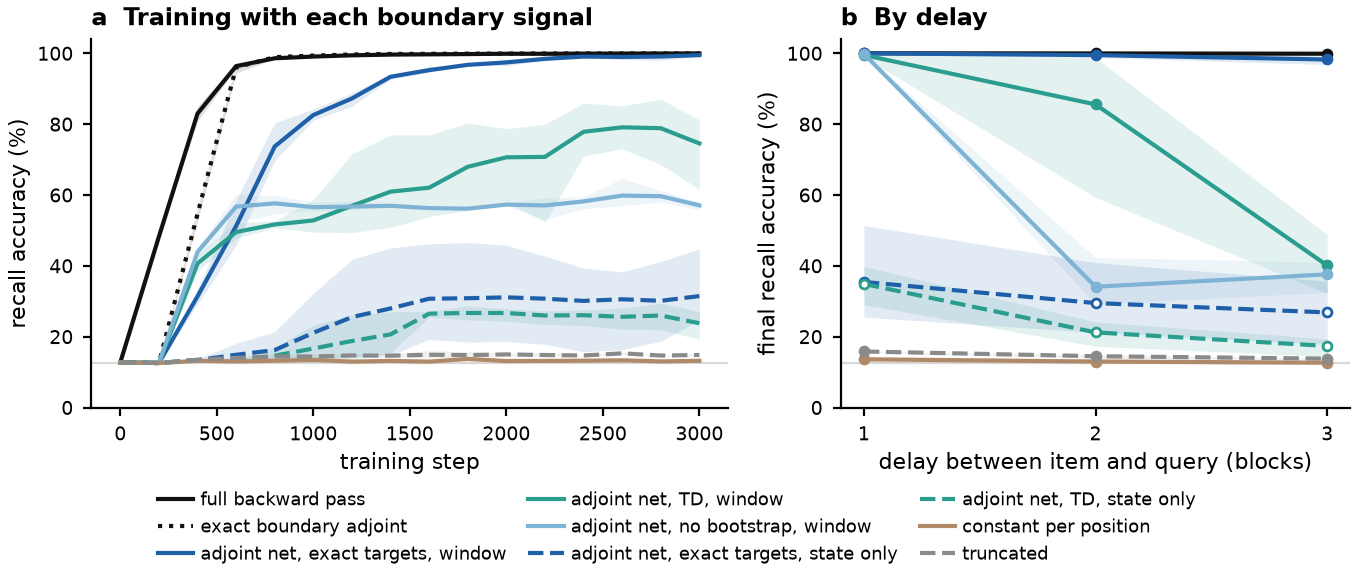 a Training with each boundary signal
recall accuracy (%)
100
80
60
40
20
0
0 500 1000 1500 2000 2500 3000
training step
b By delay
final recall accuracy (%)
100
80
60
40
20
0
1 2 3
delay between item and query (blocks)
full backward pass
exact boundary adjoint
adjoint net, exact targets, window
adjoint net, TD, window
adjoint net, no bootstrap, window
adjoint net, exact targets, state only
adjoint net, TD, state only
constant per position
truncated